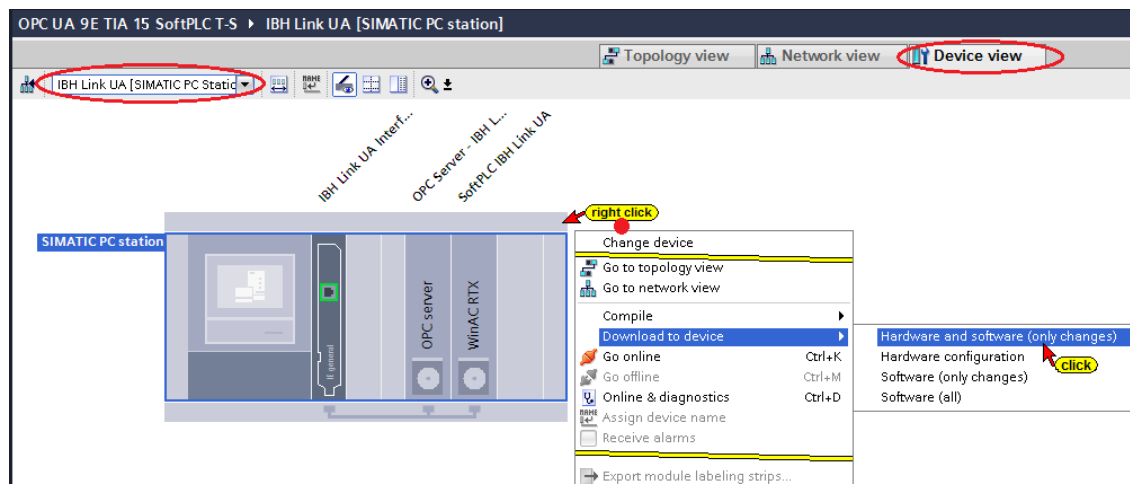 OPC UA 9E TIA 15 SoftPLC T-S ▸ IBH Link UA [SIMATIC PC station]
Topology view Network view Device view
IBH Link UA [SIMATIC PC Static
IBH Link UA Interf...
OPC Server - IBH L...
SoftPLC IBH Link UA
right click
SIMATIC PC station
IE general
OPC server
WinAC RTX
Change device
Go to topology view
Go to network view
Compile
Download to device
Go online Ctrl+K
Go offline Ctrl+M
Online & diagnostics Ctrl+D
Assign device name
Receive alarms
Export module labeling strips...
Hardware and software (only changes)
Hardware configuration
click
Software (only changes)
Software (all)